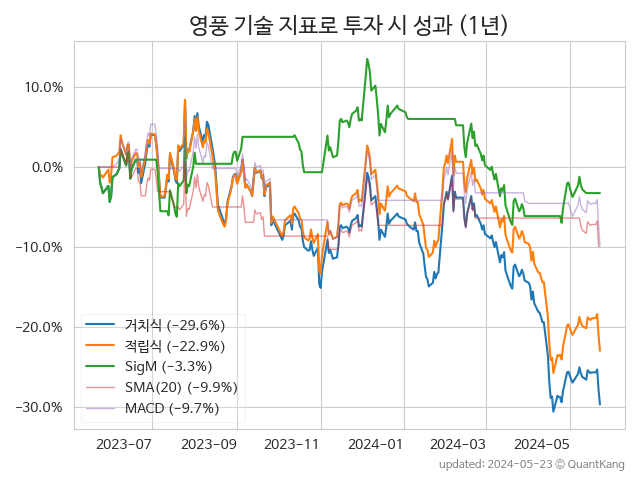 영풍 기술 지표로 투자 시 성과 (1년)
10.0%
0.0%
−10.0%
−20.0%
−30.0%
거치식 (−29.6%)
적립식 (−22.9%)
SigM (−3.3%)
SMA(20) (−9.9%)
MACD (−9.7%)
2023-07
2023-09
2023-11
2024-01
2024-03
2024-05
updated: 2024-05-23 ⓒ QuantKang